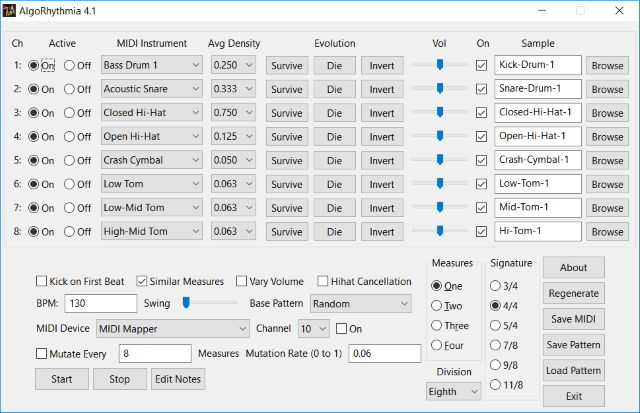 AlgoRhythmia 4.1
Ch Active MIDI Instrument Avg Density Evolution Vol On Sample
1: On Off Bass Drum 1 0.250 Survive Die Invert Kick-Drum-1 Browse
2: On Off Acoustic Snare 0.333 Survive Die Invert Snare-Drum-1 Browse
3: On Off Closed Hi-Hat 0.750 Survive Die Invert Closed-Hi-Hat-1 Browse
4: On Off Open Hi-Hat 0.125 Survive Die Invert Open-Hi-Hat-1 Browse
5: On Off Crash Cymbal 0.050 Survive Die Invert Crash-Cymbal-1 Browse
6: On Off Low Tom 0.063 Survive Die Invert Low-Tom-1 Browse
7: On Off Low-Mid Tom 0.063 Survive Die Invert Mid-Tom-1 Browse
8: On Off High-Mid Tom 0.063 Survive Die Invert Hi-Tom-1 Browse
Kick on First Beat Similar Measures Vary Volume Hihat Cancellation
BPM: 130 Swing Base Pattern Random
MIDI Device MIDI Mapper Channel 10 On
Mutate Every 8 Measures Mutation Rate (0 to 1) 0.06
Start Stop Edit Notes
Measures
One
Two
Three
Four
Division
Eighth
Signature
3/4
4/4
5/4
7/8
9/8
11/8
About
Regenerate
Save MIDI
Save Pattern
Load Pattern
Exit